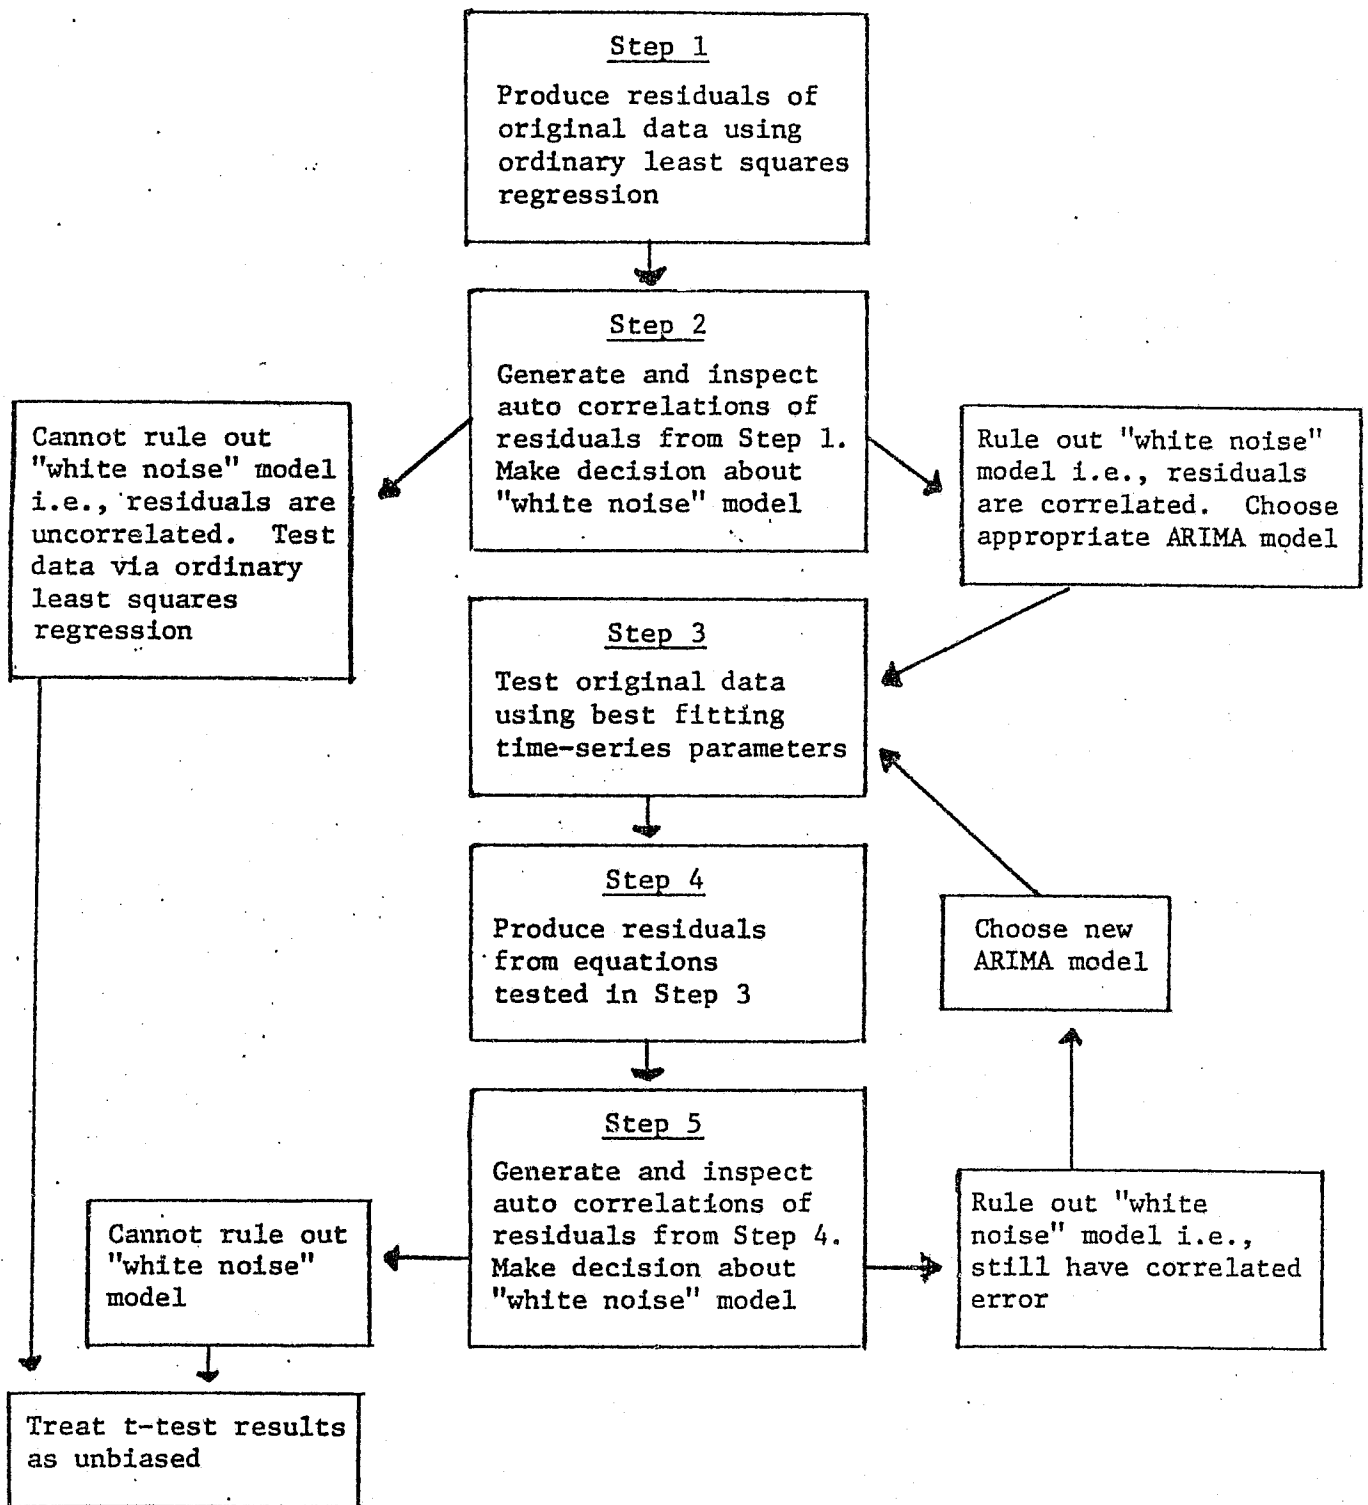 Step 1
Produce residuals of
original data using
ordinary least squares
regression
Step 2
Generate and inspect
auto correlations of
residuals from Step 1.
Make decision about
"white noise" model
Cannot rule out
"white noise" model
i.e., residuals are
uncorrelated. Test
data via ordinary
least squares
regression
Rule out "white noise"
model i.e., residuals
are correlated. Choose
appropriate ARIMA model
Step 3
Test original data
using best fitting
time-series parameters
Step 4
Produce residuals
from equations
tested in Step 3
Choose new
ARIMA model
Step 5
Generate and inspect
auto correlations of
residuals from Step 4.
Make decision about
"white noise" model
Cannot rule out
"white noise"
model
Rule out "white
noise" model i.e.,
still have correlated
error
Treat t-test results
as unbiased